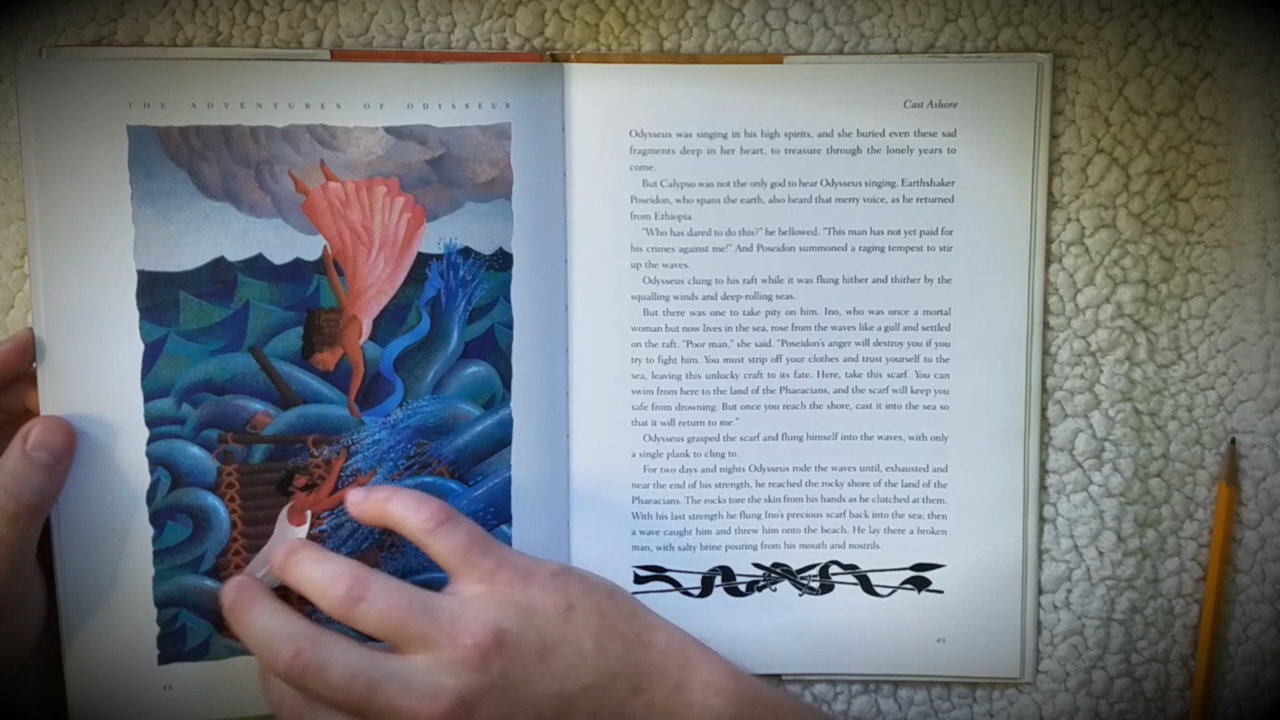 THE ADVENTURES OF ODYSSEUS
48
Cast Ashore
Odysseus was singing in his high spirits, and she buried even these sad
fragments deep in her heart, to treasure through the lonely years to
come.
But Calypso was not the only god to hear Odysseus singing. Earthshaker
Poseidon, who spans the earth, also heard that merry voice, as he returned
from Ethiopia.
"Who has dared to do this?" he bellowed. "This man has not yet paid for
his crimes against me!" And Poseidon summoned a raging tempest to stir
up the waves.
Odysseus clung to his raft while it was flung hither and thither by the
squalling winds and deep-rolling seas.
But there was one to take pity on him. Ino, who was once a mortal
woman but now lives in the sea, rose from the waves like a gull and settled
on the raft. "Poor man," she said. "Poseidon's anger will destroy you if you
try to fight him. You must strip off your clothes and trust yourself to the
sea, leaving this unlucky craft to its fate. Here, take this scarf. You can
swim from here to the land of the Phaeacians, and the scarf will keep you
safe from drowning. But once you reach the shore, cast it into the sea so
that it will return to me."
Odysseus grasped the scarf and flung himself into the waves, with only
a single plank to cling to.
For two days and nights Odysseus rode the waves until, exhausted and
near the end of his strength, he reached the rocky shore of the land of the
Phaeacians. The rocks tore the skin from his hands as he clutched at them.
With his last strength he flung Ino's precious scarf back into the sea; then
a wave caught him and threw him onto the beach. He lay there a broken
man, with salty brine pouring from his mouth and nostrils.
49